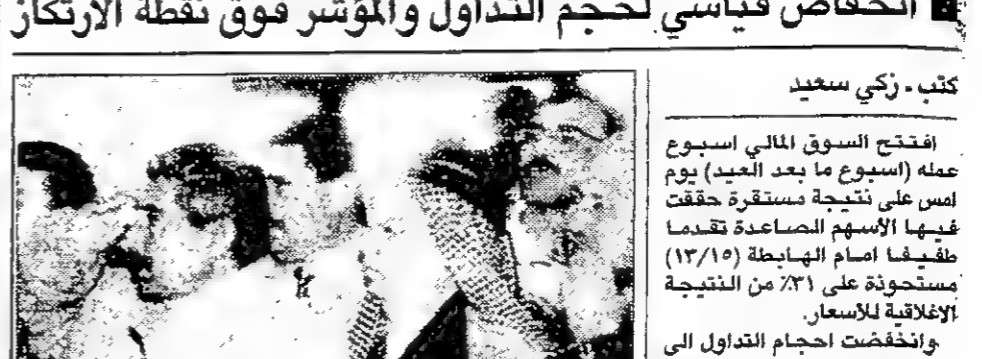 انخفاض قياسي لحجم التداول والمؤشر فوق نقطة الارتكاز
كتب - زكي سعيد
افتتح السوق المالي اسبوع
عمله (اسبوع ما بعد العيد) يوم
امس على نتيجة مستقرة حققت
فيها الأسهم الصاعدة تقدما
طفيفا امام الهابطة (١٣/١٥)
مستحوذة على ٣١٪ من النتيجة
الاغلاقية للأسعار.
وانخفضت احجام التداول الى